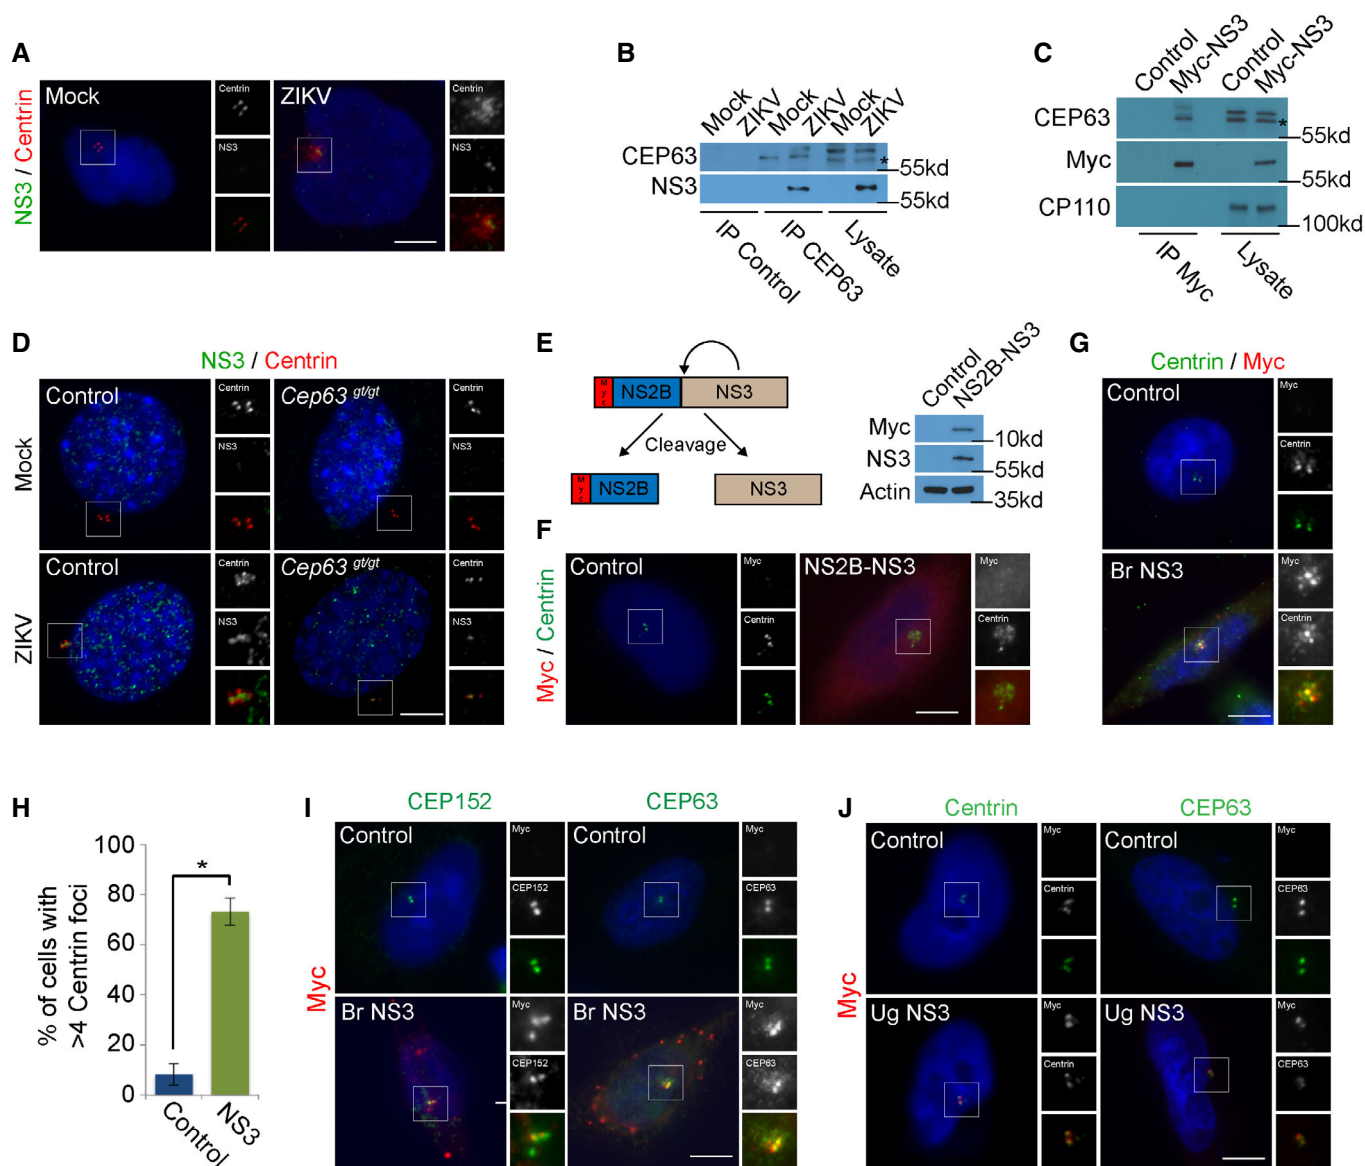 A
NS3 / Centrin
Mock
Centrin
NS3
ZIKV
Centrin
NS3
B
Mock
ZIKV
Mock
ZIKV
Mock
ZIKV
CEP63
*
55kd
NS3
55kd
IP Control
IP CEP63
Lysate
C
Control
Myc-NS3
Control
Myc-NS3
CEP63
*
55kd
Myc
55kd
CP110
100kd
IP Myc
Lysate
D
NS3 / Centrin
Mock
Control
Centrin
NS3
Cep63 gt/gt
Centrin
NS3
ZIKV
Control
Centrin
NS3
Cep63 gt/gt
Centrin
NS3
E
Myc
NS2B
NS3
Cleavage
Myc
NS2B
NS3
Control
NS2B-NS3
Myc
10kd
NS3
55kd
Actin
35kd
F
Myc / Centrin
Control
Myc
Centrin
NS2B-NS3
Myc
Centrin
G
Centrin / Myc
Control
Myc
Centrin
Br NS3
Myc
Centrin
H
% of cells with
>4 Centrin foci
100
80
60
40
20
0
*
Control
NS3
I
CEP152
CEP63
Myc
Control
Myc
CEP152
Control
Myc
CEP63
Br NS3
Myc
CEP152
Br NS3
Myc
CEP63
J
Centrin
CEP63
Myc
Control
Myc
Centrin
Control
Myc
CEP63
Ug NS3
Myc
Centrin
Ug NS3
Myc
CEP63